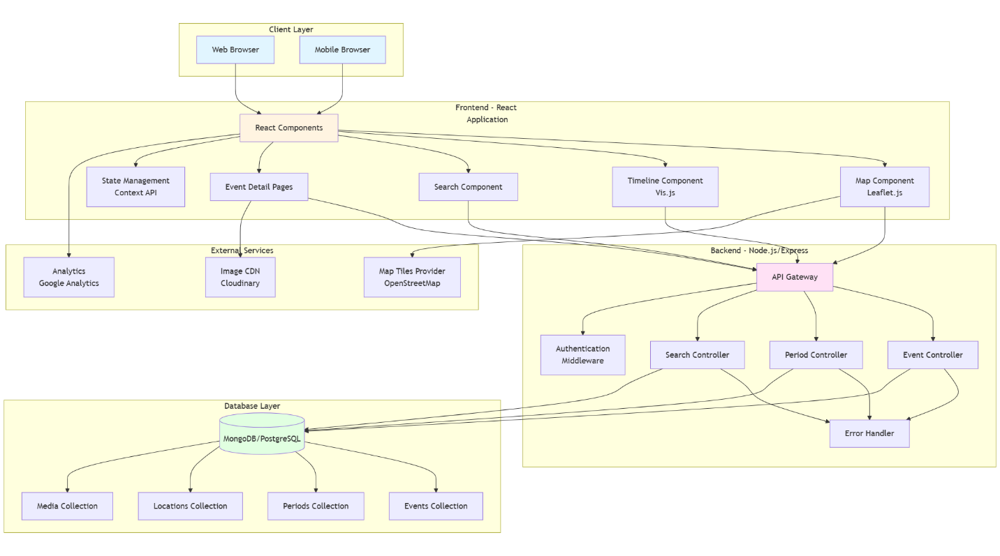 Client Layer
Web Browser
Mobile Browser
Frontend - React
Application
React Components
State Management
Context API
Event Detail Pages
Search Component
Timeline Component
Vis.js
Map Component
Leaflet.js
External Services
Analytics
Google Analytics
Image CDN
Cloudinary
Map Tiles Provider
OpenStreetMap
Backend - Node.js/Express
API Gateway
Authentication
Middleware
Search Controller
Period Controller
Event Controller
Error Handler
Database Layer
MongoDB/PostgreSQL
Media Collection
Locations Collection
Periods Collection
Events Collection